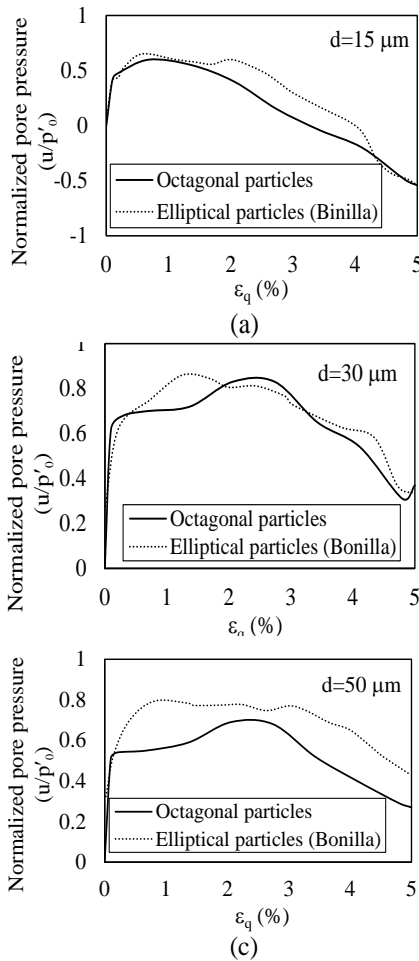 Normalized pore pressure
(u/p′₀)
1
0.5
0
-0.5
-1
d=15 μm
Octagonal particles
Elliptical particles (Binilla)
0 1 2 3 4 5
ε_q (%)
(a)
Normalized pore pressure
(u/p′₀)
1
0.8
0.6
0.4
0.2
0
d=30 μm
Octagonal particles
Elliptical particles (Bonilla)
0 1 2 3 4 5
ε_q (%)
Normalized pore pressure
(u/p′₀)
1
0.8
0.6
0.4
0.2
0
d=50 μm
Octagonal particles
Elliptical particles (Bonilla)
0 1 2 3 4 5
ε_q (%)
(c)